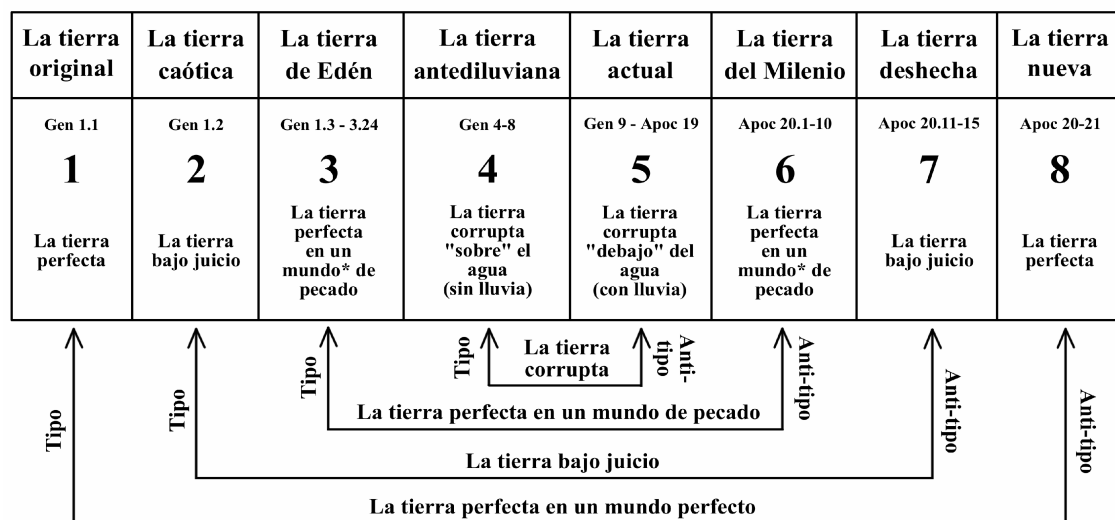 La tierra
original
La tierra
caótica
La tierra
de Edén
La tierra
antediluviana
La tierra
actual
La tierra
del Milenio
La tierra
deshecha
La tierra
nueva
Gen 1.1
1
La tierra
perfecta
Gen 1.2
2
La tierra
bajo juicio
Gen 1.3 - 3.24
3
La tierra
perfecta
en un
mundo* de
pecado
Gen 4-8
4
La tierra
corrupta
"sobre" el
agua
(sin lluvia)
Gen 9 - Apoc 19
5
La tierra
corrupta
"debajo" del
agua
(con lluvia)
Apoc 20.1-10
6
La tierra
perfecta
en un
mundo* de
pecado
Apoc 20.11-15
7
La tierra
bajo juicio
Apoc 20-21
8
La tierra
perfecta
Tipo
La tierra
corrupta
Anti-
tipo
Tipo
La tierra perfecta en un mundo de pecado
Anti-tipo
Tipo
La tierra bajo juicio
Anti-tipo
Tipo
La tierra perfecta en un mundo perfecto
Anti-tipo